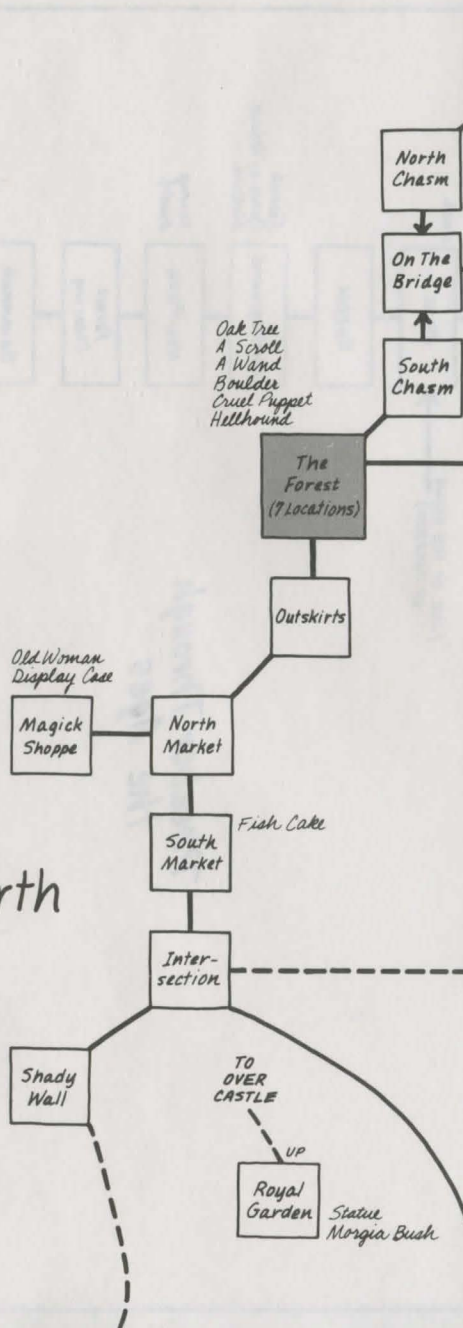 North
Chasm
On The
Bridge
South
Chasm
Oak Tree
A Scroll
A Wand
Boulder
Cruel Puppet
Hellhound
The
Forest
(7 Locations)
Outskirts
Old Woman
Display Case
Magick
Shoppe
North
Market
South
Market
Fish Cake
rth
Inter-
section
Shady
Wall
TO
OVER
CASTLE
UP
Royal
Garden
Statue
Morgia Bush